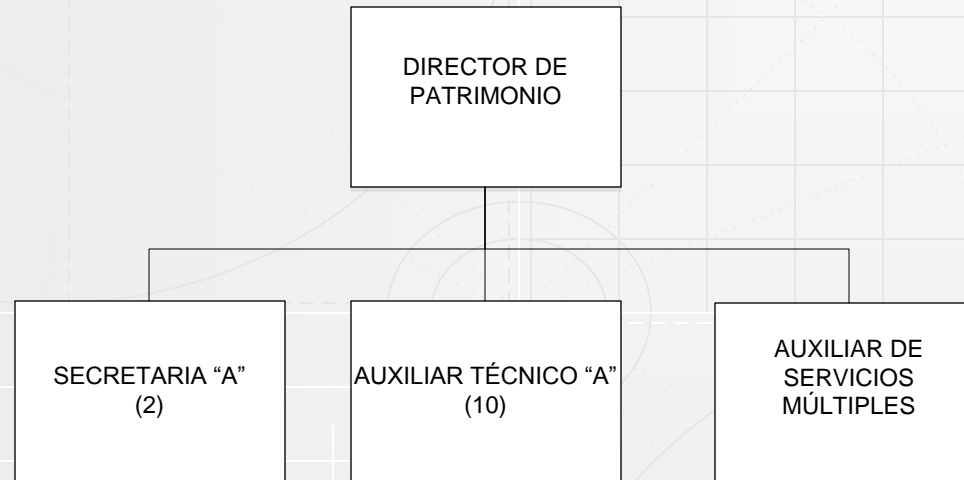 DIRECTOR DE
PATRIMONIO
SECRETARIA “A”
(2)
AUXILIAR TÉCNICO “A”
(10)
AUXILIAR DE
SERVICIOS
MÚLTIPLES